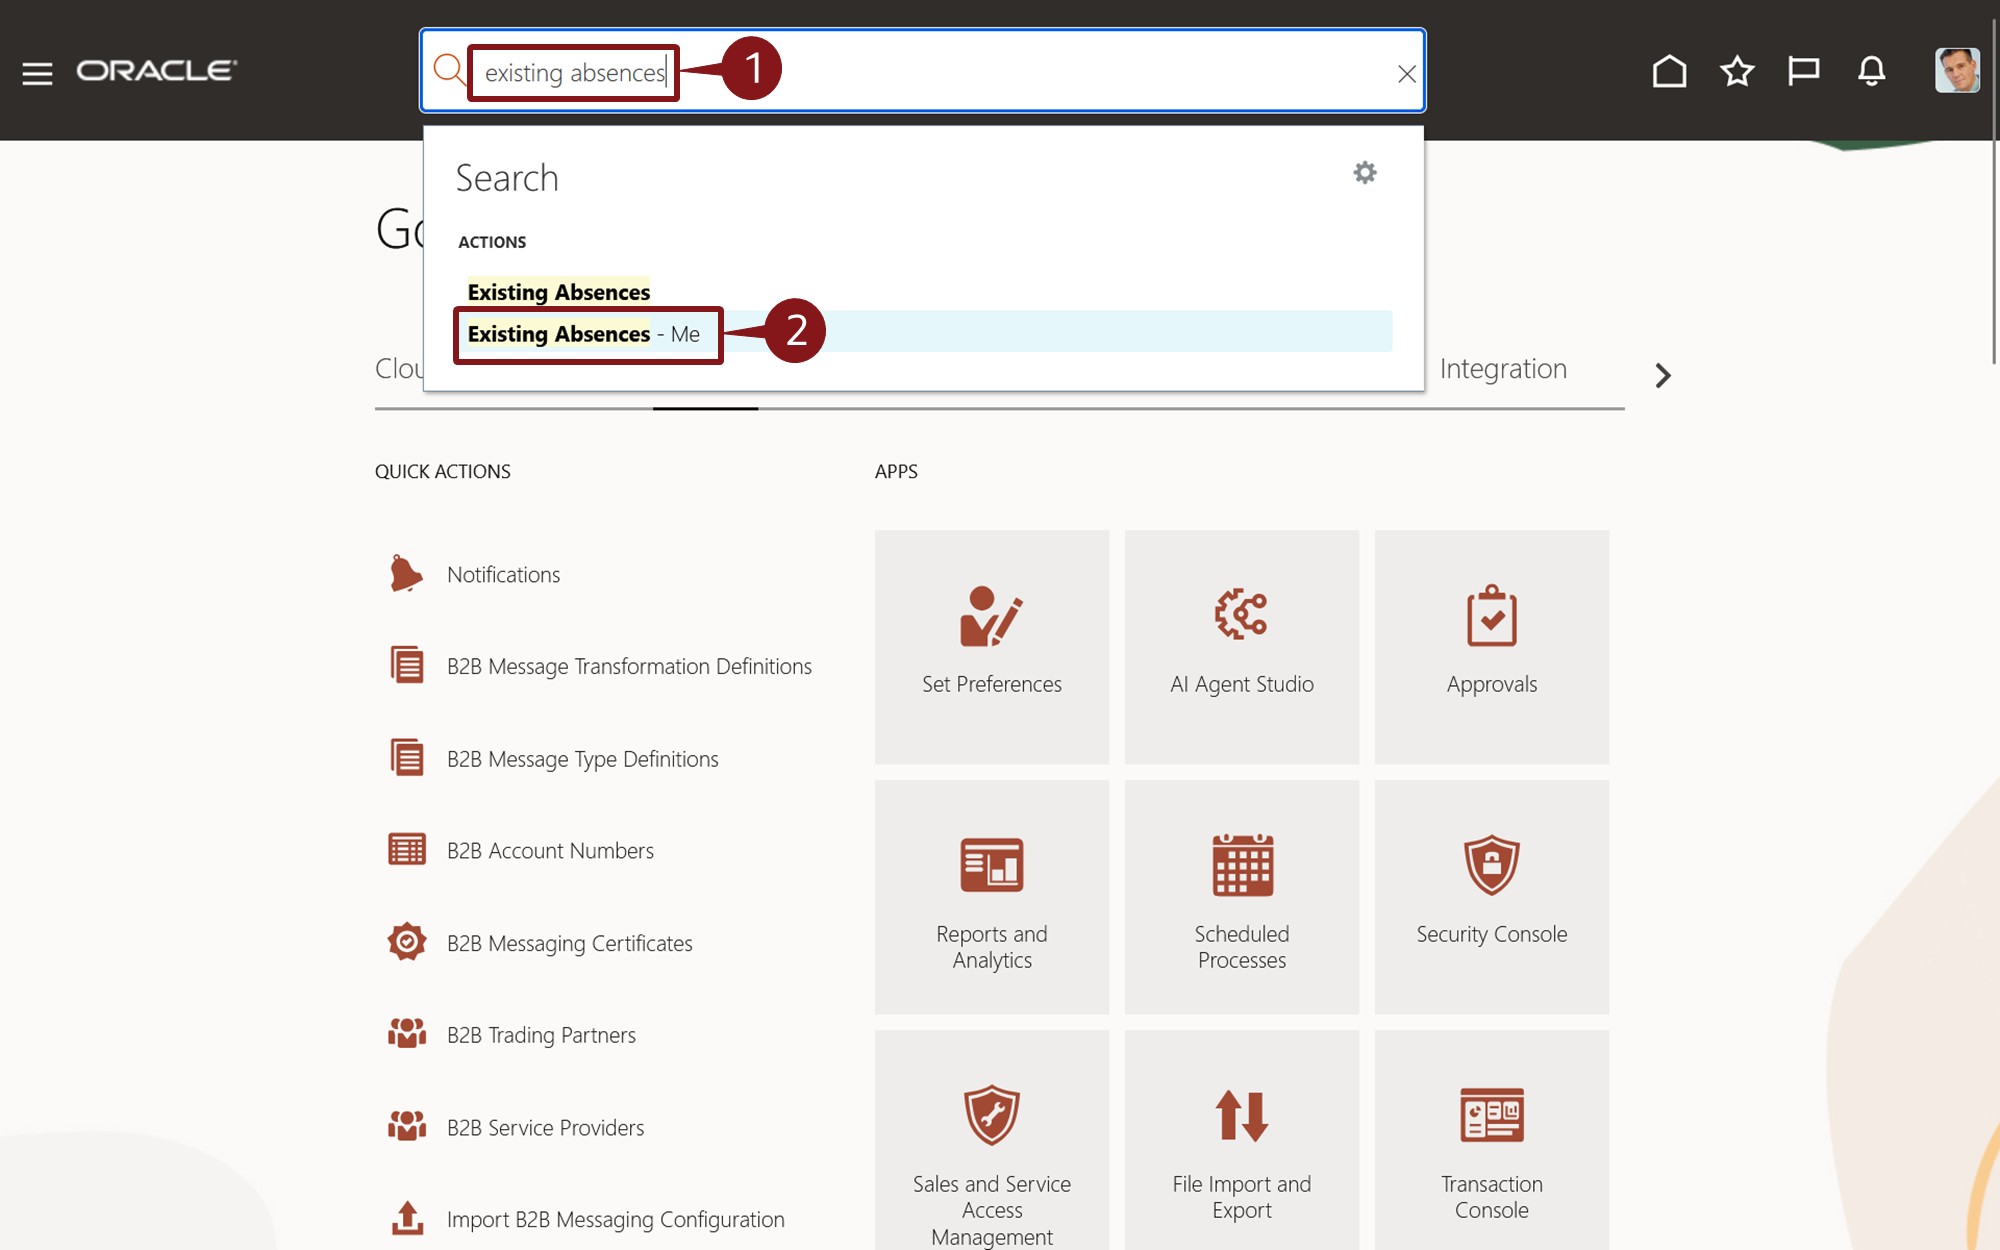 ORACLE
existing absences
1
Search
ACTIONS
Existing Absences
Existing Absences - Me
2
Integration
QUICK ACTIONS
Notifications
B2B Message Transformation Definitions
B2B Message Type Definitions
B2B Account Numbers
B2B Messaging Certificates
B2B Trading Partners
B2B Service Providers
Import B2B Messaging Configuration
APPS
Set Preferences
AI Agent Studio
Approvals
Reports and
Analytics
Scheduled
Processes
Security Console
Sales and Service
Access
Management
File Import and
Export
Transaction
Console